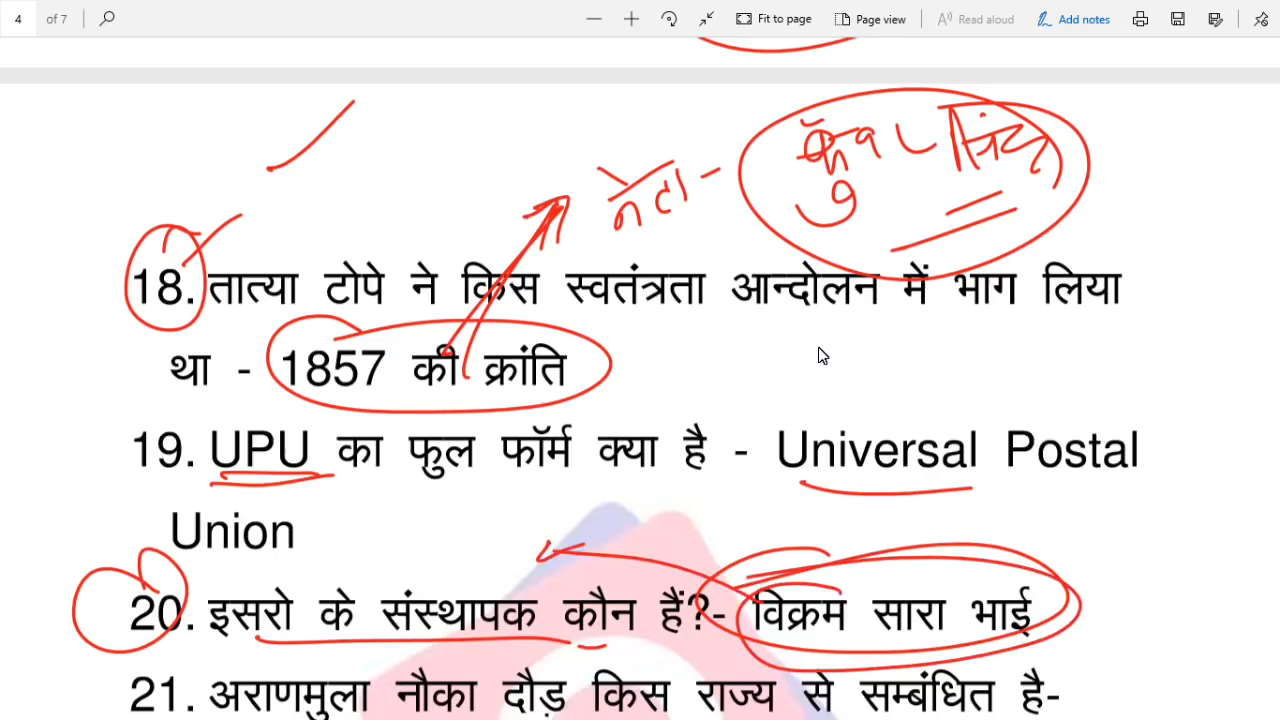 4 of 7 Fit to page Page view Read aloud Add notes
नेता - कुँवर सिंह
18. तात्या टोपे ने किस स्वतंत्रता आन्दोलन में भाग लिया
था - 1857 की क्रांति
19. UPU का फुल फॉर्म क्या है - Universal Postal
Union
20. इसरो के संस्थापक कौन हैं?- विक्रम सारा भाई
21. अराणमुला नौका दौड़ किस राज्य से सम्बंधित है-